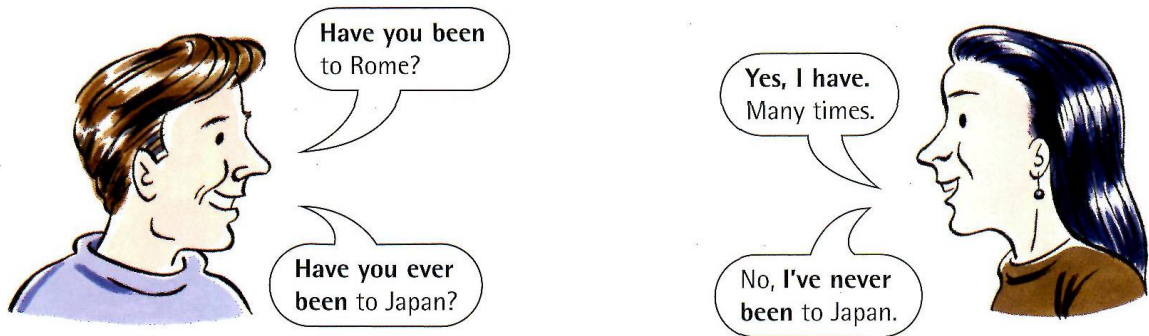 Have you been
to Rome?
Yes, I have.
Many times.
Have you ever
been to Japan?
No, I've never
been to Japan.